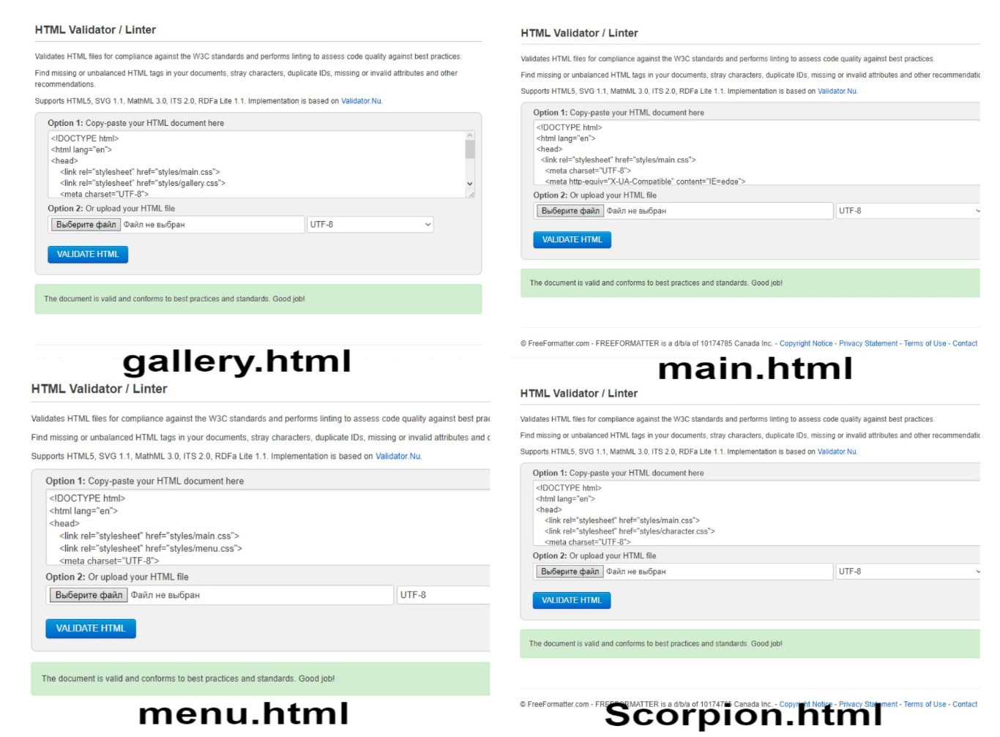 HTML Validator / Linter
Validates HTML files for compliance against the W3C standards and performs linting to assess code quality against best practices.
Find missing or unbalanced HTML tags in your documents, stray characters, duplicate IDs, missing or invalid attributes and other
recommendations.
Supports HTML5, SVG 1.1, MathML 3.0, ITS 2.0, RDFa Lite 1.1. Implementation is based on Validator.Nu.
Option 1: Copy-paste your HTML document here
<!DOCTYPE html>
<html lang="en">
<head>
<link rel="stylesheet" href="styles/main.css">
<link rel="stylesheet" href="styles/gallery.css">
<meta charset="UTF-8">
Option 2: Or upload your HTML file
Выберите файл Файл не выбран UTF-8
VALIDATE HTML
The document is valid and conforms to best practices and standards. Good job!
gallery.html
HTML Validator / Linter
Validates HTML files for compliance against the W3C standards and performs linting to assess code quality against best practices.
Find missing or unbalanced HTML tags in your documents, stray characters, duplicate IDs, missing or invalid attributes and other recommendatic
Supports HTML5, SVG 1.1, MathML 3.0, ITS 2.0, RDFa Lite 1.1. Implementation is based on Validator.Nu.
Option 1: Copy-paste your HTML document here
<!DOCTYPE html>
<html lang="en">
<head>
<link rel="stylesheet" href="styles/main.css">
<meta charset="UTF-8">
<meta http-equiv="X-UA-Compatible" content="IE=edge">
Option 2: Or upload your HTML file
Выберите файл Файл не выбран UTF-8
VALIDATE HTML
The document is valid and conforms to best practices and standards. Good job!
© FreeFormatter.com - FREEFORMATTER is a d/b/a of 10174785 Canada Inc. - Copyright Notice - Privacy Statement - Terms of Use - Contact
main.html
HTML Validator / Linter
Validates HTML files for compliance against the W3C standards and performs linting to assess code quality against best prac
Find missing or unbalanced HTML tags in your documents, stray characters, duplicate IDs, missing or invalid attributes and o
Supports HTML5, SVG 1.1, MathML 3.0, ITS 2.0, RDFa Lite 1.1. Implementation is based on Validator.Nu.
Option 1: Copy-paste your HTML document here
<!DOCTYPE html>
<html lang="en">
<head>
<link rel="stylesheet" href="styles/main.css">
<link rel="stylesheet" href="styles/menu.css">
<meta charset="UTF-8">
Option 2: Or upload your HTML file
Выберите файл Файл не выбран UTF-8
VALIDATE HTML
The document is valid and conforms to best practices and standards. Good job!
menu.html
HTML Validator / Linter
Validates HTML files for compliance against the W3C standards and performs linting to assess code quality against best practices.
Find missing or unbalanced HTML tags in your documents, stray characters, duplicate IDs, missing or invalid attributes and other recommendatic
Supports HTML5, SVG 1.1, MathML 3.0, ITS 2.0, RDFa Lite 1.1. Implementation is based on Validator.Nu.
Option 1: Copy-paste your HTML document here
<!DOCTYPE html>
<html lang="en">
<head>
<link rel="stylesheet" href="styles/main.css">
<link rel="stylesheet" href="styles/character.css">
<meta charset="UTF-8">
Option 2: Or upload your HTML file
Выберите файл Файл не выбран UTF-8
VALIDATE HTML
The document is valid and conforms to best practices and standards. Good job!
© FreeFormatter.com - FREEFORMATTER is a d/b/a of 10174785 Canada Inc. - Copyright Notice - Privacy Statement - Terms of Use - Contact
Scorpion.html